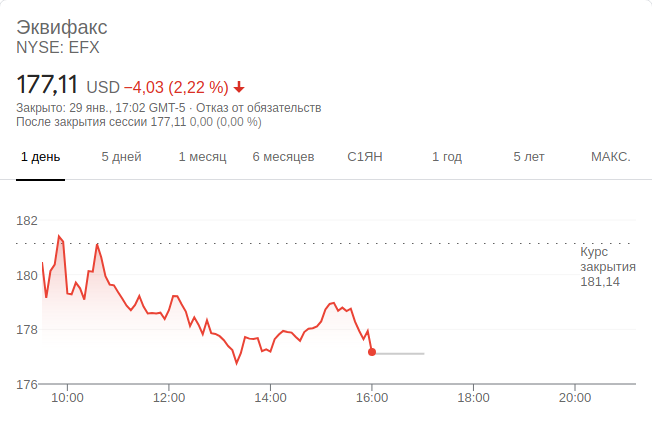 Эквифакс
NYSE: EFX
177,11 USD −4,03 (2,22 %)
Закрыто: 29 янв., 17:02 GMT-5 · Отказ от обязательств
После закрытия сессии 177,11 0,00 (0,00 %)
1 день 5 дней 1 месяц 6 месяцев С1ЯН 1 год 5 лет МАКС.
182
Курс
закрытия
181,14
180
178
176
10:00 12:00 14:00 16:00 18:00 20:00